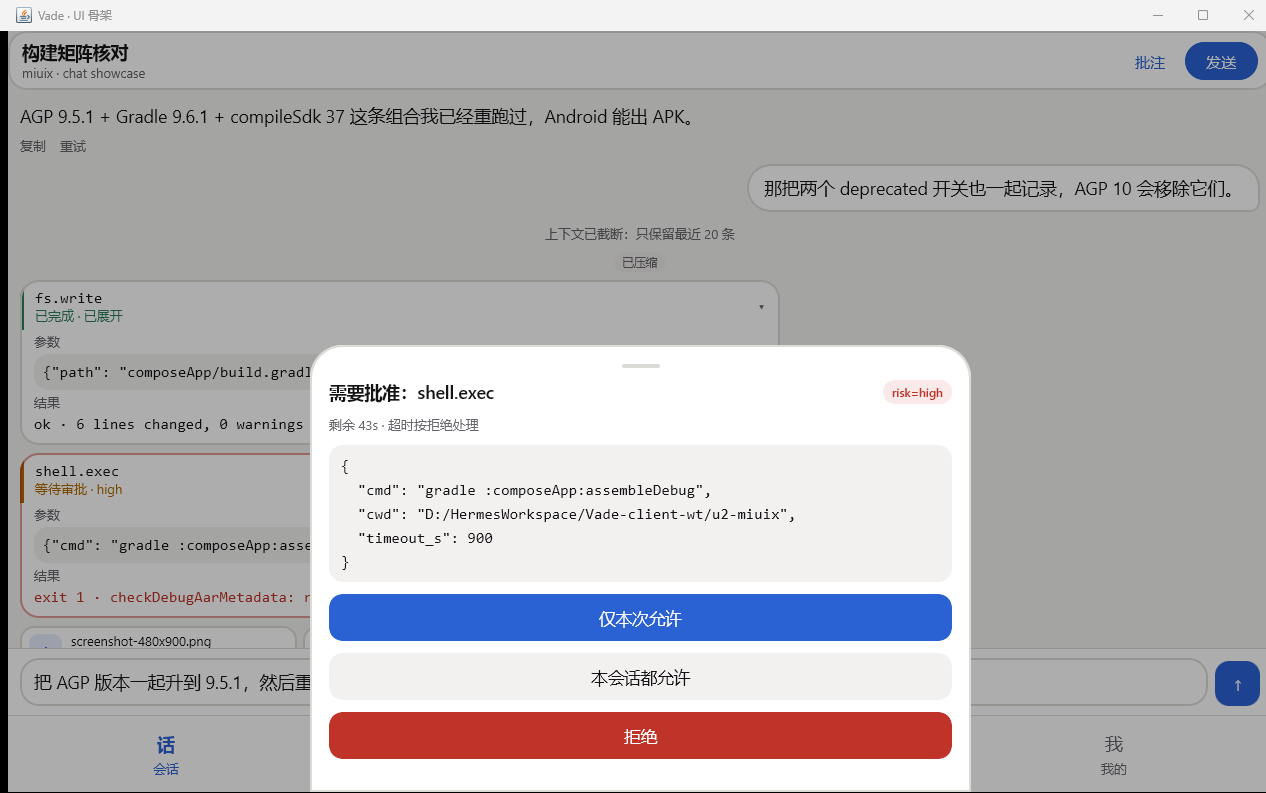 Vade · UI 骨架
构建矩阵核对
miuix · chat showcase
批注
发送
AGP 9.5.1 + Gradle 9.6.1 + compileSdk 37 这条组合我已经重跑过，Android 能出 APK。
复制 重试
那把两个 deprecated 开关也一起记录，AGP 10 会移除它们。
上下文已截断：只保留最近 20 条
已压缩
fs.write
已完成 · 已展开
参数
{"path": "composeApp/build.gradl
结果
ok · 6 lines changed, 0 warnings
shell.exec
等待审批 · high
参数
{"cmd": "gradle :composeApp:asse
结果
exit 1 · checkDebugAarMetadata: r
screenshot-480x900.png
需要批准：shell.exec
risk=high
剩余 43s · 超时按拒绝处理
{
"cmd": "gradle :composeApp:assembleDebug",
"cwd": "D:/HermesWorkspace/Vade-client-wt/u2-miuix",
"timeout_s": 900
}
仅本次允许
本会话都允许
拒绝
把 AGP 版本一起升到 9.5.1，然后重
↑
话
会话
我
我的